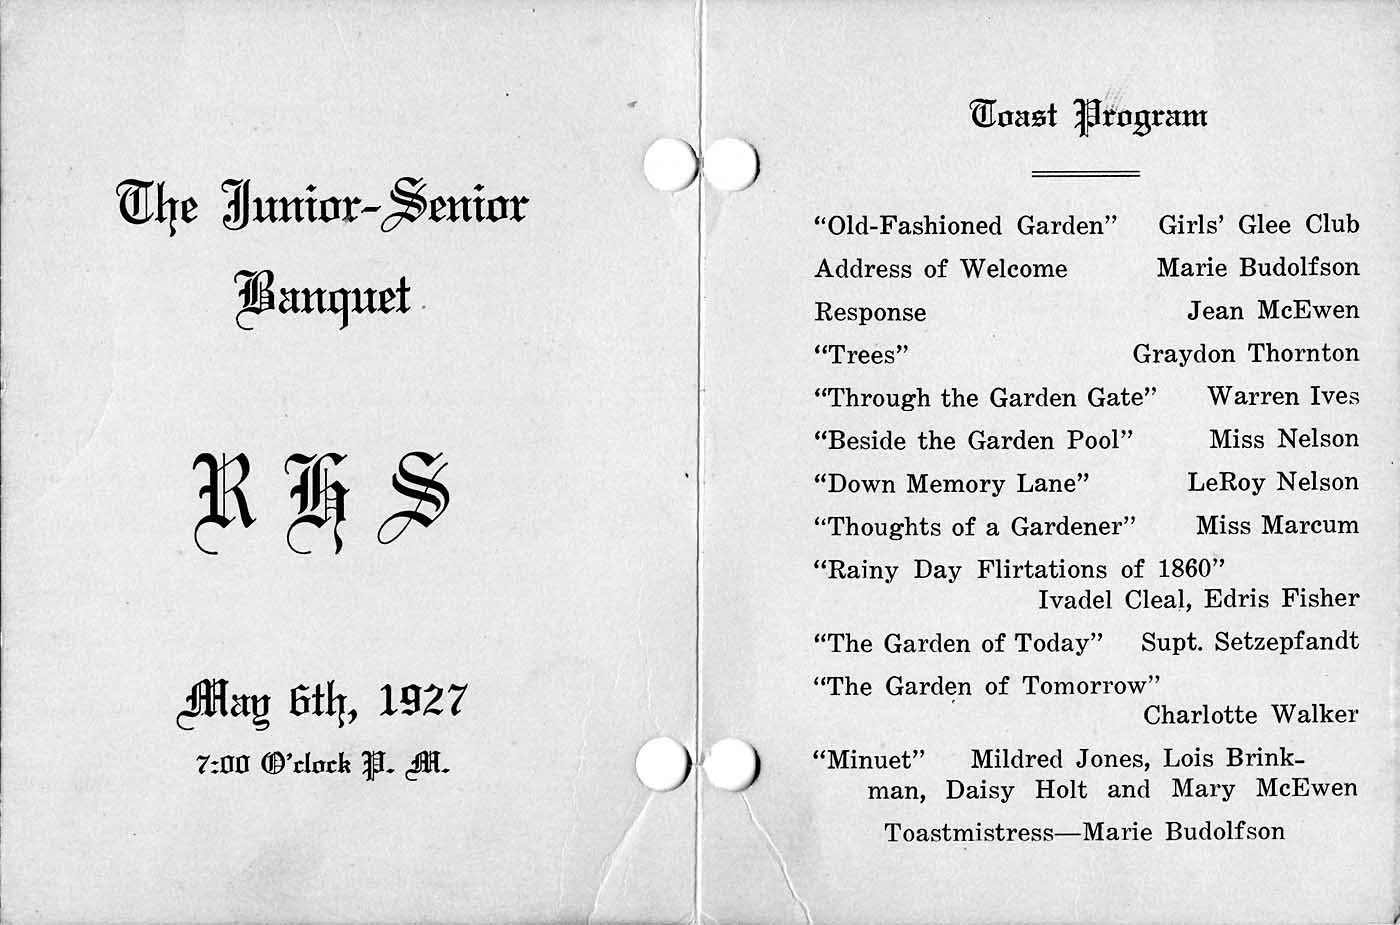 The Junior-Senior
Banquet
R H S
May 6th, 1927
7:00 O'clock P. M.
Toast Program
“Old-Fashioned Garden” Girls’ Glee Club
Address of Welcome Marie Budolfson
Response Jean McEwen
“Trees” Graydon Thornton
“Through the Garden Gate” Warren Ives
“Beside the Garden Pool” Miss Nelson
“Down Memory Lane” LeRoy Nelson
“Thoughts of a Gardener” Miss Marcum
“Rainy Day Flirtations of 1860”
Ivadel Cleal, Edris Fisher
“The Garden of Today” Supt. Setzepfandt
“The Garden of Tomorrow”
Charlotte Walker
“Minuet” Mildred Jones, Lois Brink-
man, Daisy Holt and Mary McEwen
Toastmistress—Marie Budolfson